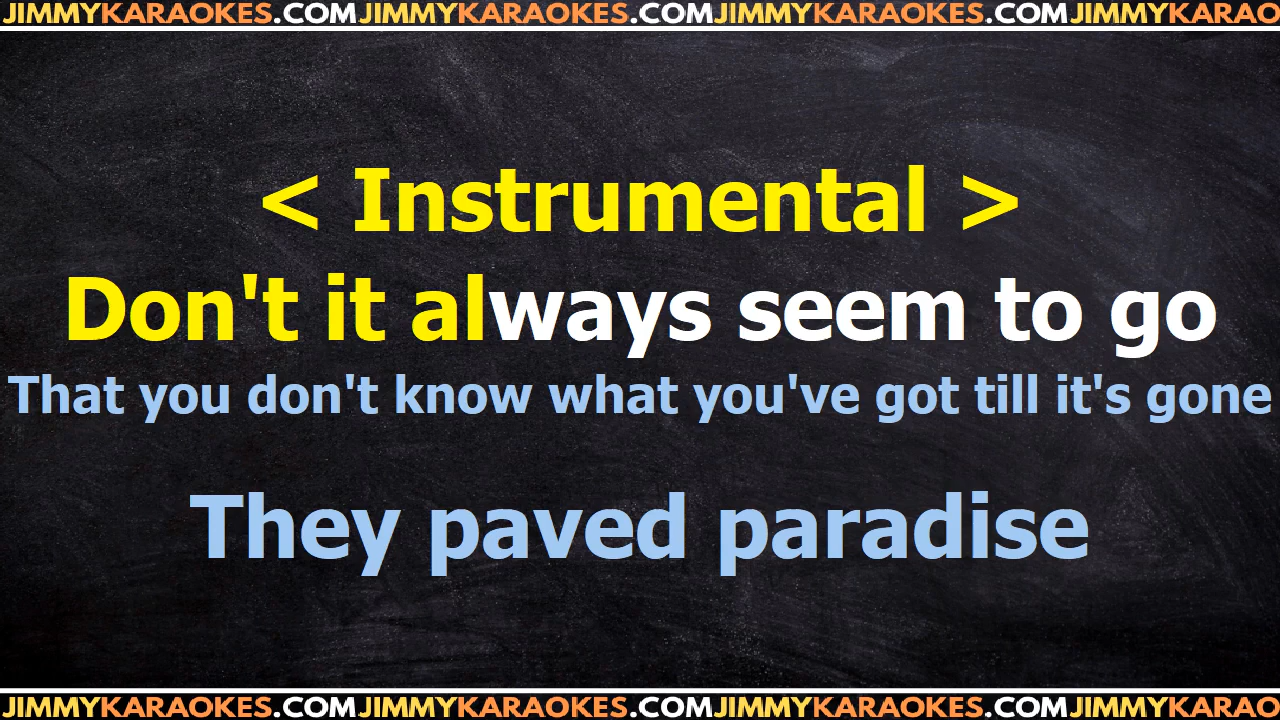 JIMMYKARAOKES.COMJIMMYKARAOKES.COMJIMMYKARAOKES.COMJIMMYKARAO
< Instrumental >
Don't it always seem to go
That you don't know what you've got till it's gone
They paved paradise
JIMMYKARAOKES.COMJIMMYKARAOKES.COMJIMMYKARAOKES.COMJIMMYKARAO